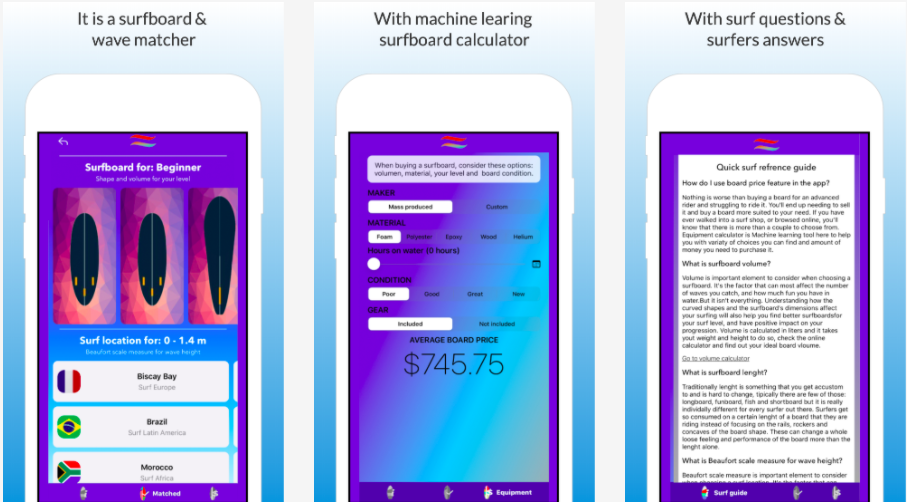 It is a surfboard &
wave matcher
Surfboard for: Beginner
Shape and volume for your level
Surf location for: 0 - 1.4 m
Beaufort scale measure for wave height
Biscay Bay
Surf Europe
Brazil
Surf Latin America
Morocco
Surf Africa
Matched
With machine learing
surfboard calculator
When buying a surfboard, consider these options:
volumen, material, your level and board condition.
MAKER
Mass produced
Custom
MATERIAL
Foam
Polyester
Epoxy
Wood
Helium
Hours on water (0 hours)
CONDITION
Poor
Good
Great
New
GEAR
Included
Not Included
AVERAGE BOARD PRICE
$745.75
Equipment
With surf questions &
surfers answers
Quick surf refrence guide
How do I use board price feature in the app?
Nothing is worse than buying a board for an advanced
rider and struggling to ride it. You'll end up needing to sell
it and buy a board more suited to your need. If you have
ever walked into a surf shop, or browsed online, you'll
know that there is more than a couple to choose from.
Equipment calculator is Machine learning tool here to help
you with variaty of choices you can find and amount of
money you need to purchase it.
What is surfboard volume?
Volume is important element to consider when choosing a
surfboard. It's the factor that can most affect the number
of waves you catch, and how much fun you have in
water.But it isn't everything. Understanding how the
curved shapes and the surfboard's dimensions affect
your surfing will also help you find better surfboardsfor
your surf level, and have positive impact on your
progression. Volume is calculated in liters and it takes
yout weight and height to do so, check the online
calculator and find out your ideal board vloume.
Go to volume calculator
What is surfboard lenght?
Traditionally lenght is something that you get accustom
to and is hard to change, tipically there are few of those:
longboard, funboard, fish and shortboard but it is really
individally different for every surfer out there. Surfers get
so consumed on a certain lenght of a board that they are
riding instead of focusing on the rails, rockers and
concaves of the board shape. These can change a whole
loose feeling and performance of the board more than the
lenght alone.
What is Beaufort scale measure for wave height?
Beaufort scale measure is important element to consider
Surf guide